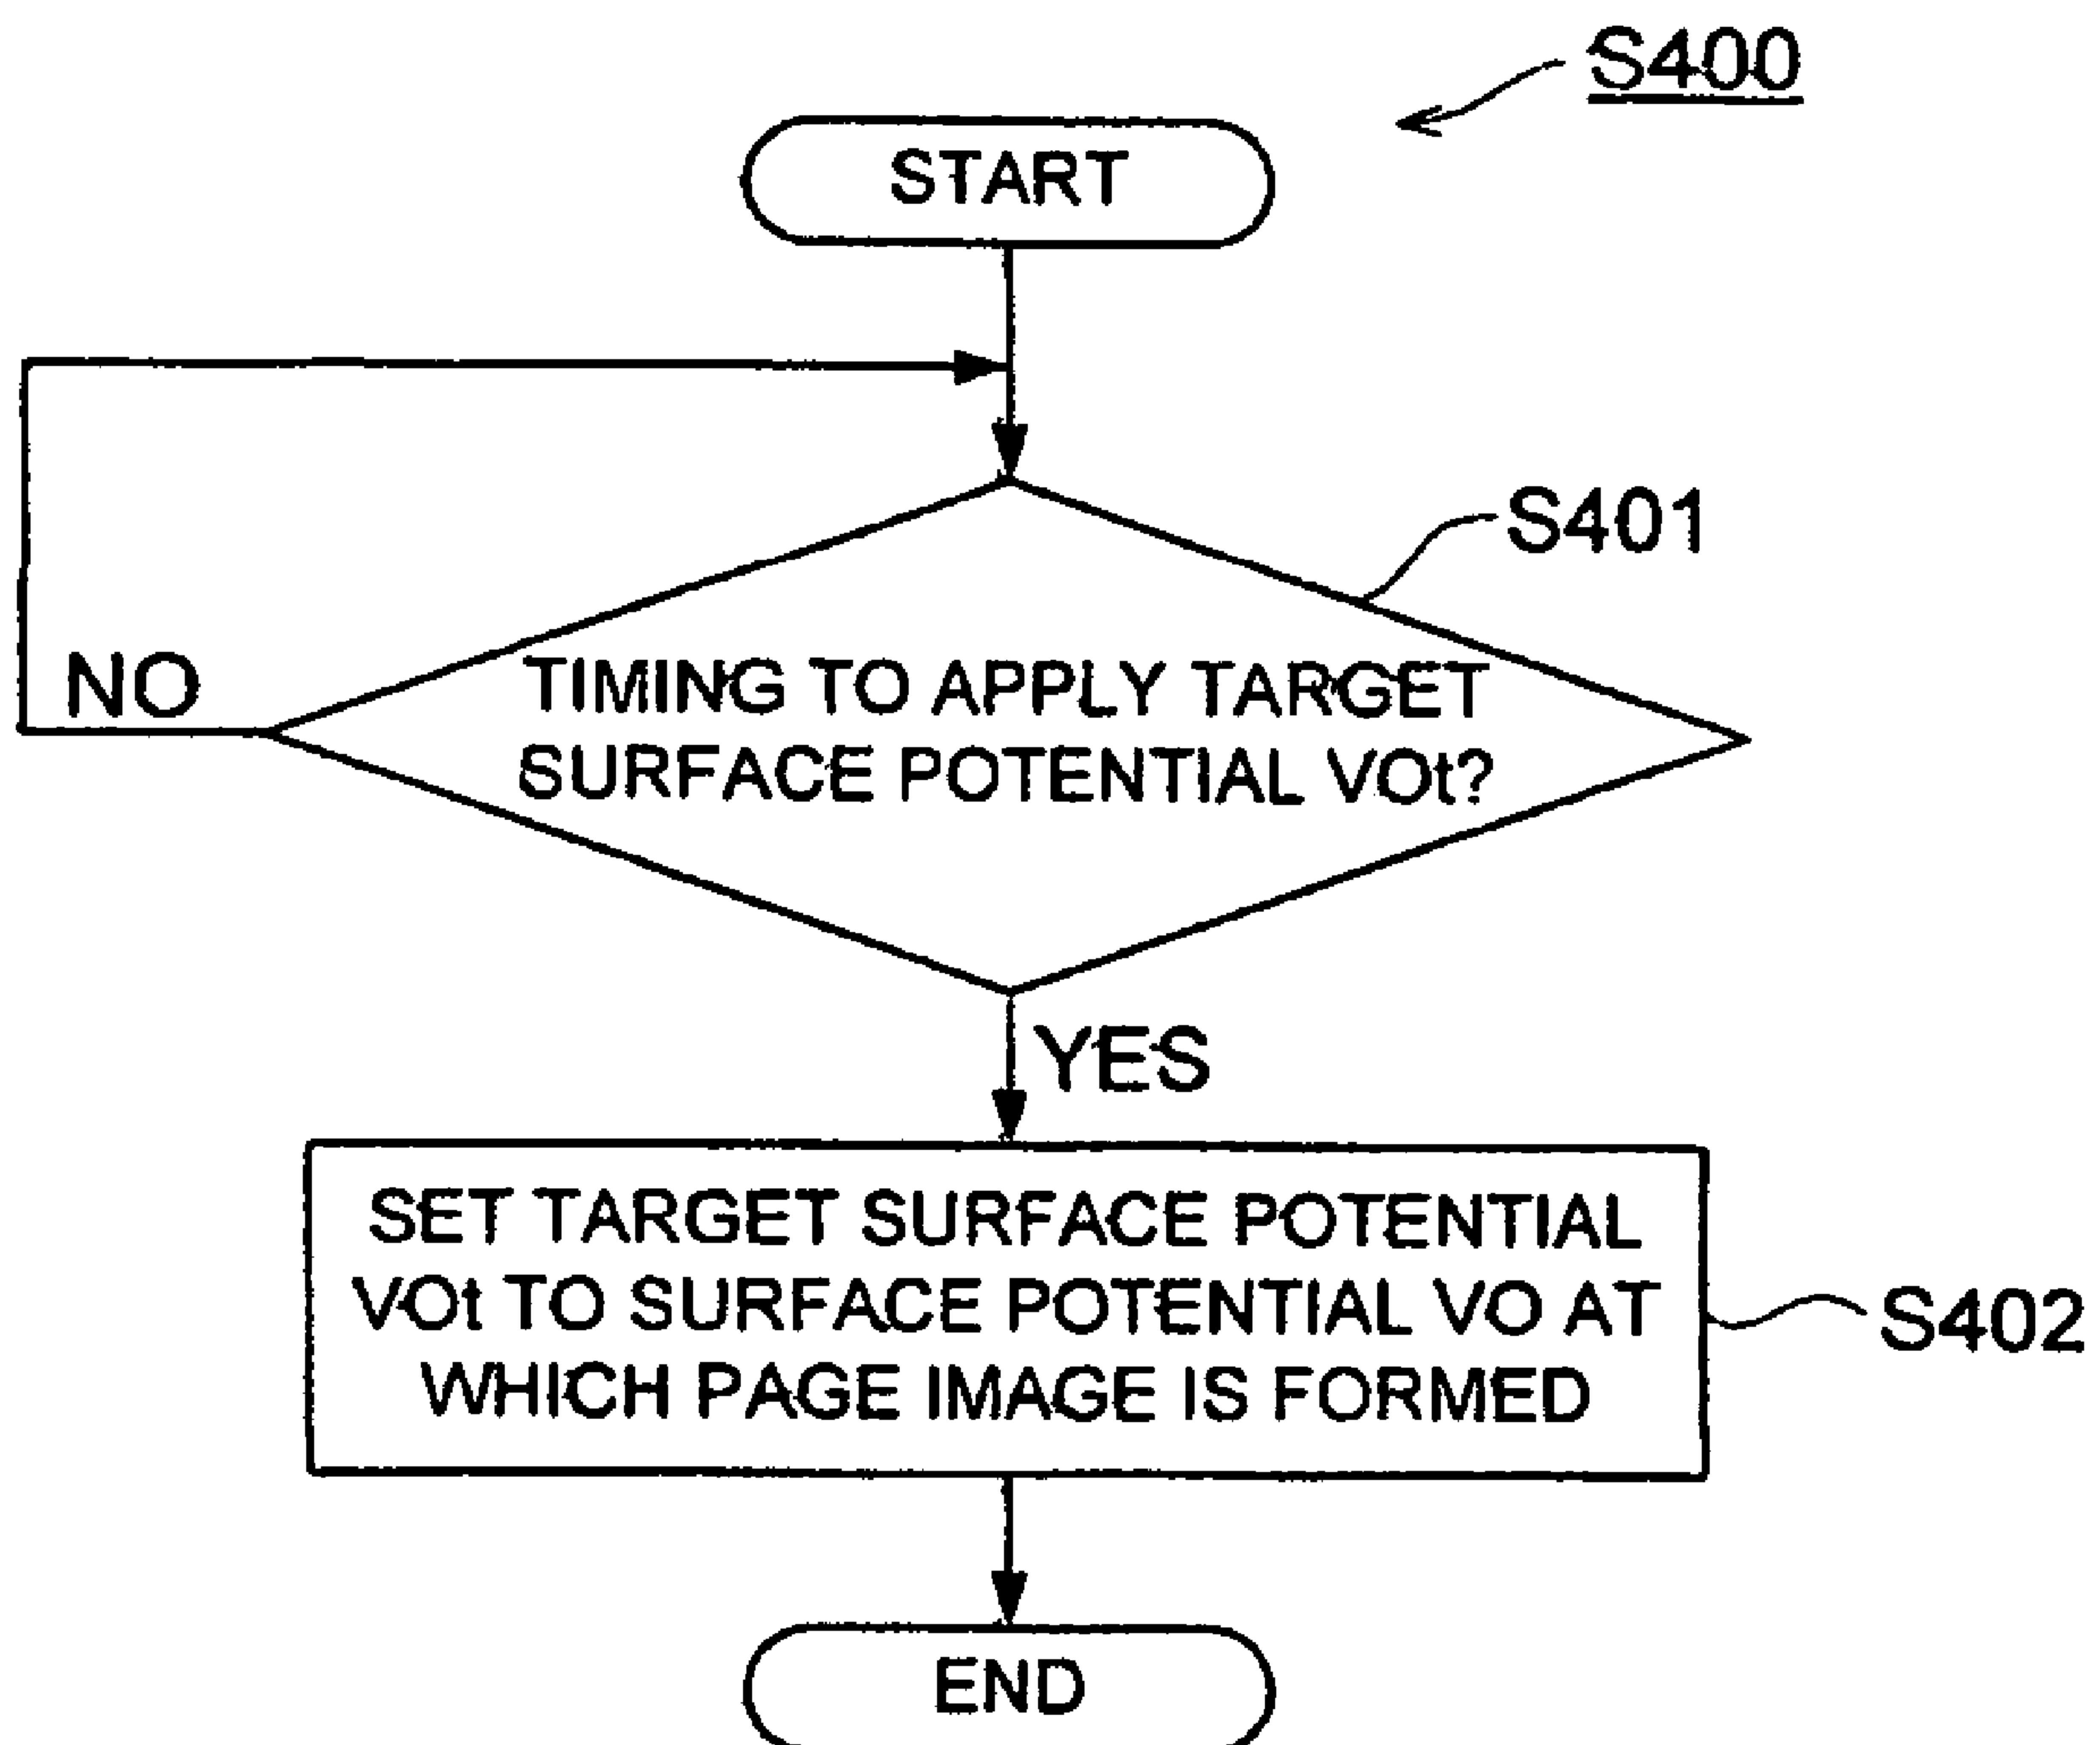 S400
START
S401
TIMING TO APPLY TARGET
SURFACE POTENTIAL VOt?
NO
YES
SET TARGET SURFACE POTENTIAL
VOt TO SURFACE POTENTIAL VO AT
WHICH PAGE IMAGE IS FORMED
S402
END